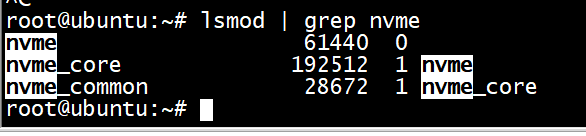 ^C
root@ubuntu:~# lsmod | grep nvme
nvme 61440 0
nvme_core 192512 1 nvme
nvme_common 28672 1 nvme_core
root@ubuntu:~#